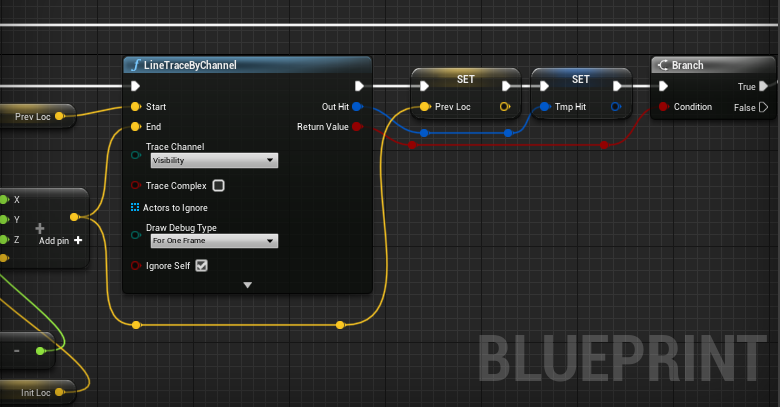 LineTraceByChannel
SET
SET
Branch
True
Prev Loc
Start
Out Hit
Prev Loc
Tmp Hit
Condition
False
End
Return Value
Trace Channel
Visibility
Trace Complex
X
Y
Actors to Ignore
Z
Add pin
Draw Debug Type
For One Frame
Ignore Self
Init Loc
BLUEPRINT